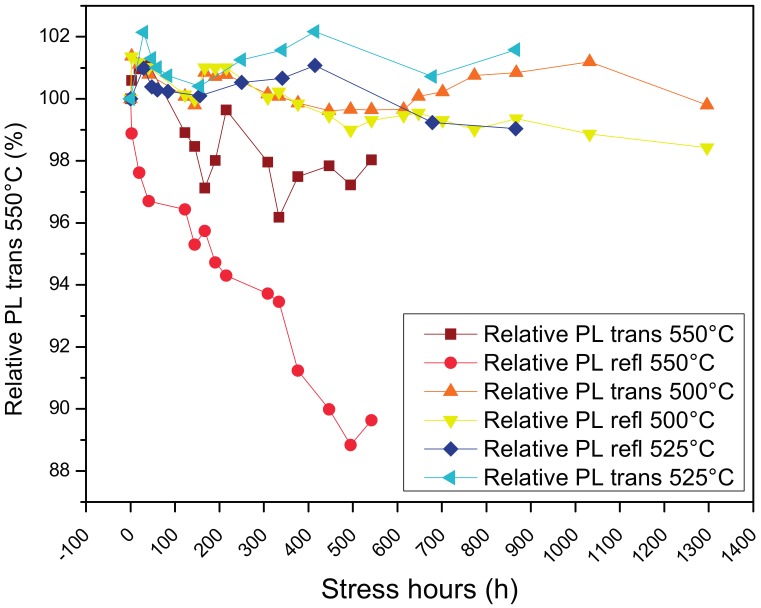 Relative PL trans 550°C (%)
102
100
98
96
94
92
90
88
Relative PL trans 550°C
Relative PL refl 550°C
Relative PL trans 500°C
Relative PL refl 500°C
Relative PL refl 525°C
Relative PL trans 525°C
-100 0 100 200 300 400 500 600 700 800 900 1000 1100 1200 1300 1400
Stress hours (h)